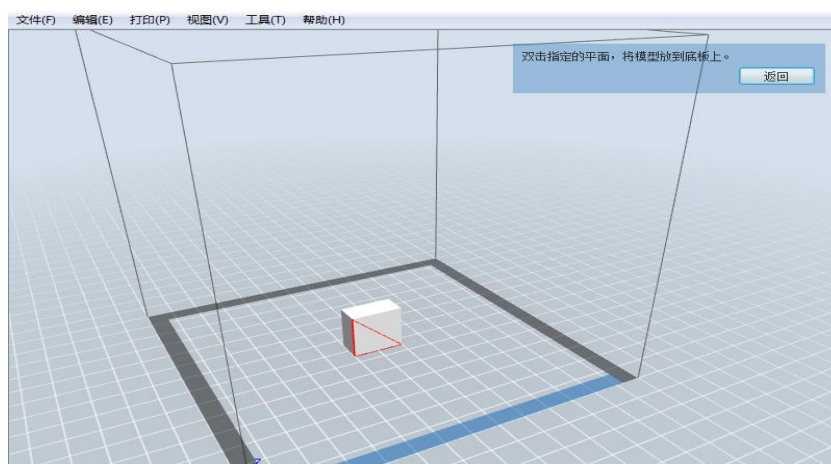 文件(F) 编辑(E) 打印(P) 视图(V) 工具(T) 帮助(H)
双击指定的平面，将模型放到底板上。
返回
Z